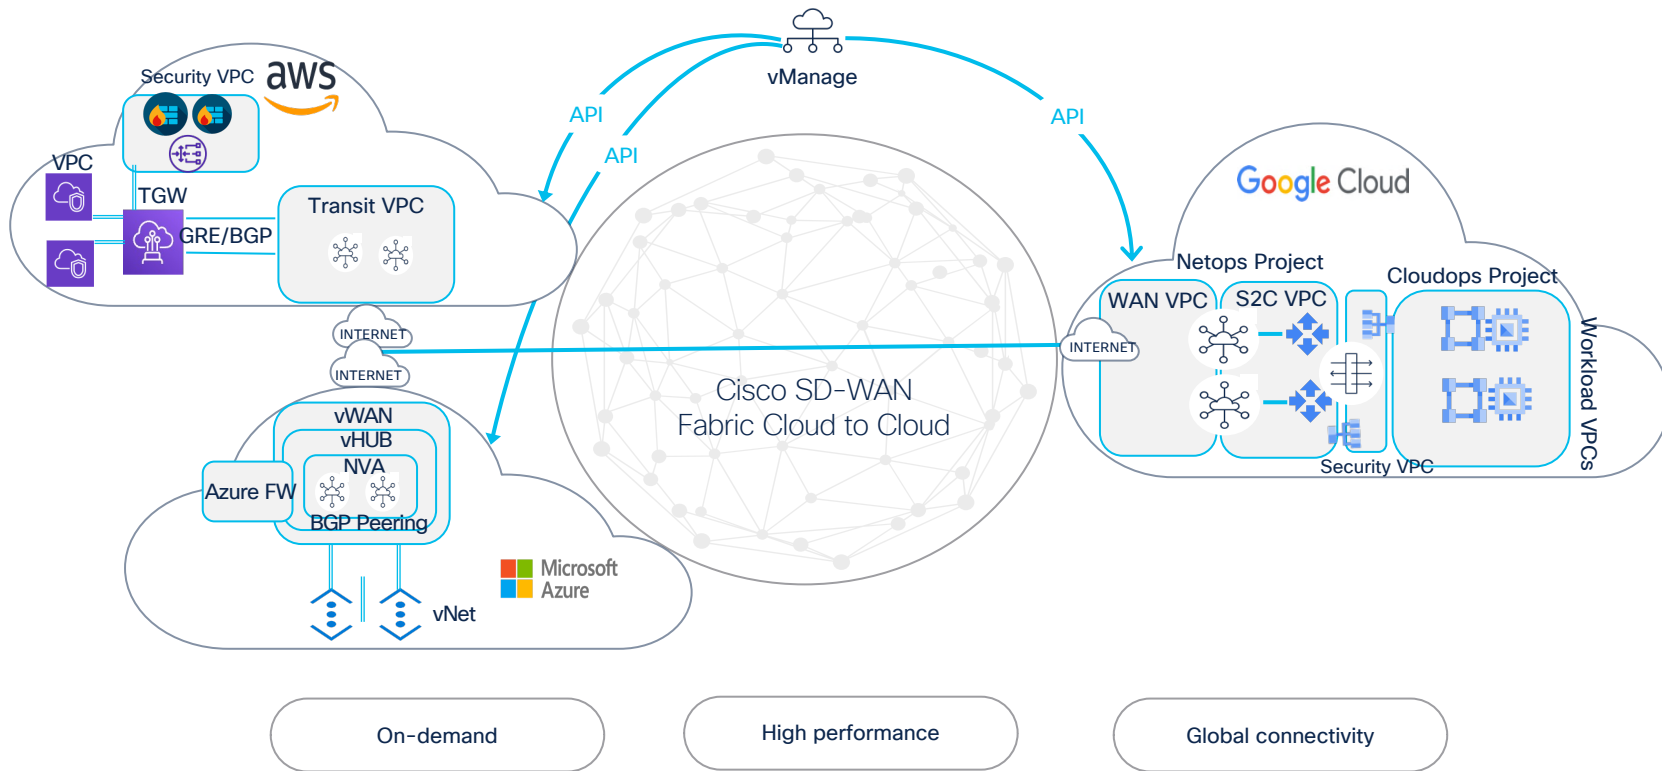 vManage
API
API
API
Security VPC
aws
VPC
TGW
GRE/BGP
Transit VPC
INTERNET
INTERNET
vWAN
vHUB
NVA
Azure FW
BGP Peering
vNet
Microsoft
Azure
Cisco SD-WAN
Fabric Cloud to Cloud
Google Cloud
Netops Project
Cloudops Project
WAN VPC
S2C VPC
INTERNET
Security VPC
Workload VPCs
On-demand
High performance
Global connectivity